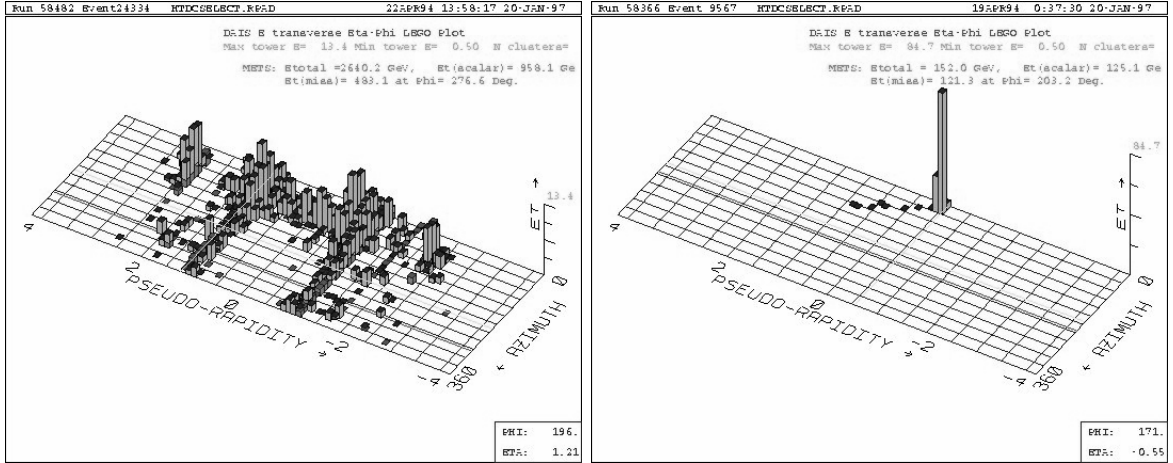 Run 58482 Event24334 MTDCSELECT.RPAD 22APR94 13:58:17 20-JAN-97
DAIS E transverse Eta-Phi LEGO Plot
Max tower E= 13.4 Min tower E= 0.50 N clusters=
METS: Etotal =2640.2 GeV, Et(scalar)= 958.1 Ge
Et(miss)= 483.1 at Phi= 276.6 Deg.
13.4
ET →
4
2
0
-2
-4
PSEUDO-RAPIDITY →
0
360
← AZIMUTH
PHI: 196.
ETA: 1.21
Run 58366 Event 9567 MTDCSELECT.RPAD 19APR94 0:37:30 20-JAN-97
DAIS E transverse Eta-Phi LEGO Plot
Max tower E= 84.7 Min tower E= 0.50 N clusters=
METS: Etotal = 152.0 GeV, Et(scalar)= 125.1 Ge
Et(miss)= 121.3 at Phi= 203.2 Deg.
84.7
ET →
4
2
0
-2
-4
PSEUDO-RAPIDITY →
0
360
← AZIMUTH
PHI: 171.
ETA: -0.55